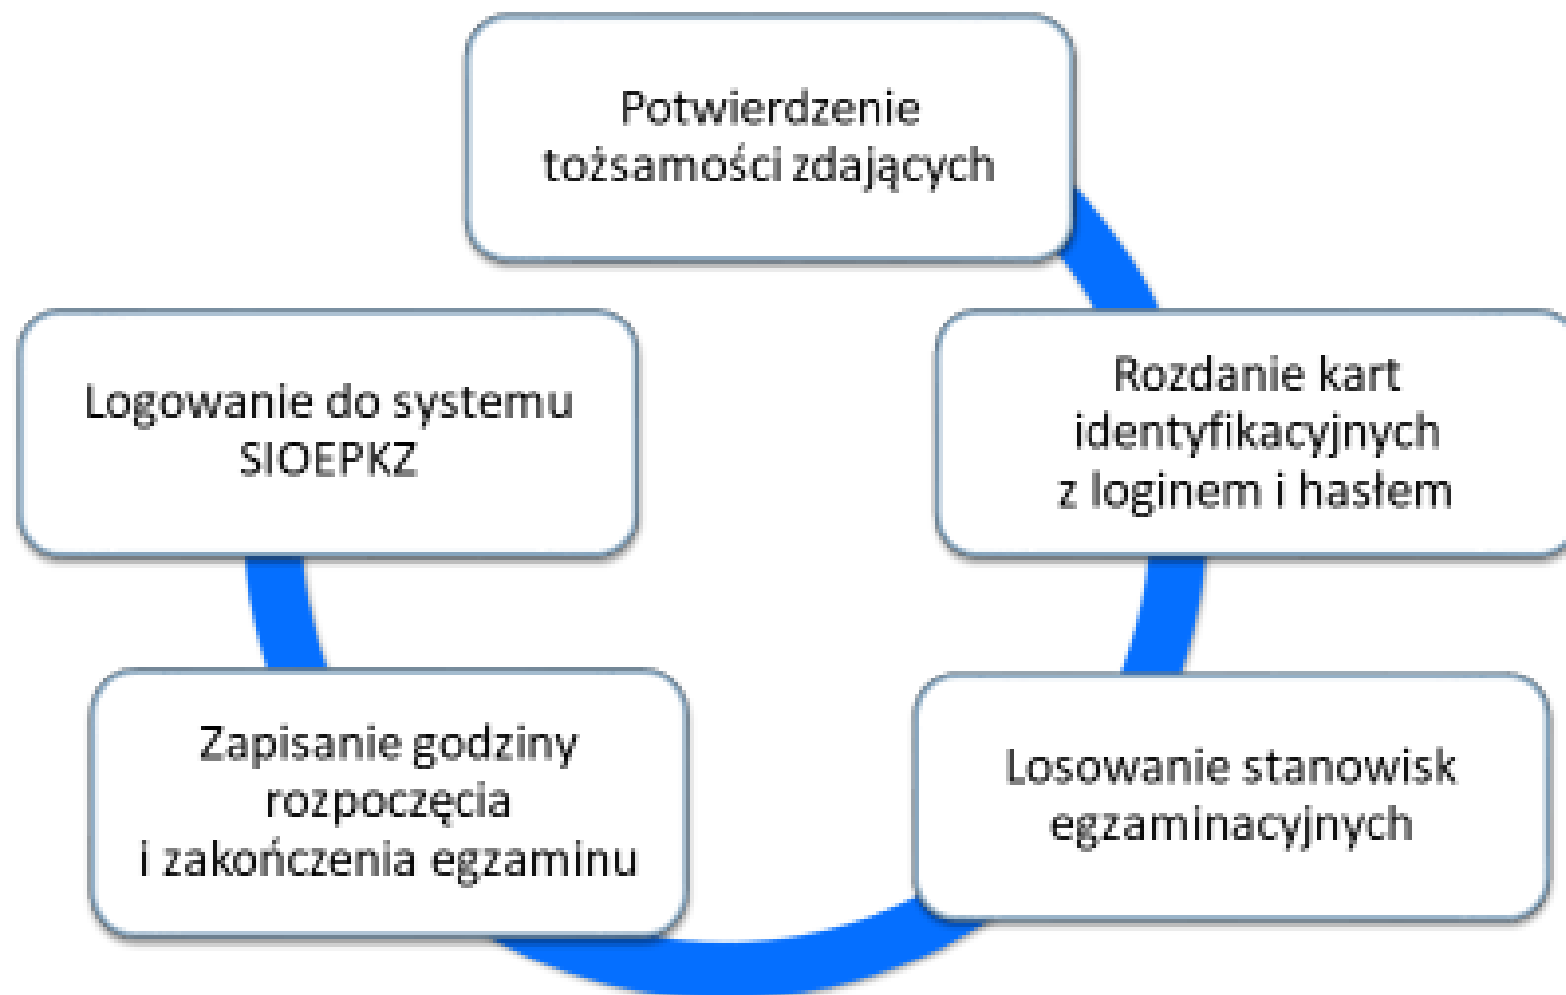 Potwierdzenie
tożsamości zdających
Rozdanie kart
identyfikacyjnych
z loginem i hasłem
Losowanie stanowisk
egzaminacyjnych
Zapisanie godziny
rozpoczęcia
i zakończenia egzaminu
Logowanie do systemu
SIOEPKZ